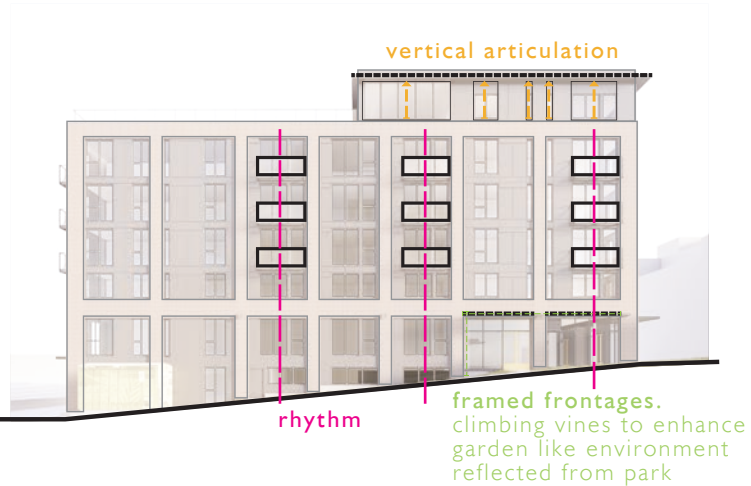 vertical articulation
rhythm
framed frontages.
climbing vines to enhance
garden like environment
reflected from park